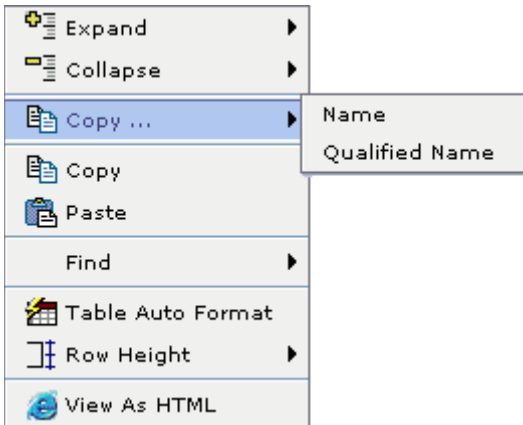 Expand
Collapse
Copy ...
Name
Qualified Name
Copy
Paste
Find
Table Auto Format
Row Height
View As HTML